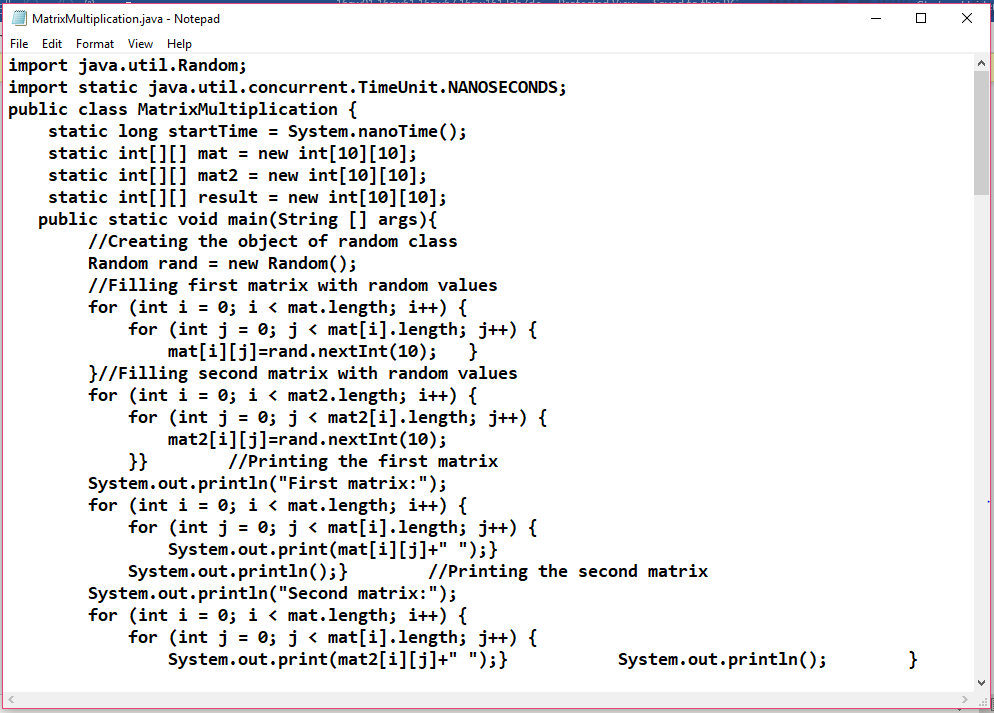 MatrixMultiplication.java - Notepad
File Edit Format View Help
import java.util.Random;
import static java.util.concurrent.TimeUnit.NANOSECONDS;
public class MatrixMultiplication {
    static long startTime = System.nanoTime();
    static int[][] mat = new int[10][10];
    static int[][] mat2 = new int[10][10];
    static int[][] result = new int[10][10];
   public static void main(String [] args){
        //Creating the object of random class
        Random rand = new Random();
        //Filling first matrix with random values
        for (int i = 0; i < mat.length; i++) {
            for (int j = 0; j < mat[i].length; j++) {
                mat[i][j]=rand.nextInt(10);   }
        }//Filling second matrix with random values
        for (int i = 0; i < mat2.length; i++) {
            for (int j = 0; j < mat2[i].length; j++) {
                mat2[i][j]=rand.nextInt(10);
            }}        //Printing the first matrix
        System.out.println("First matrix:");
        for (int i = 0; i < mat.length; i++) {
            for (int j = 0; j < mat[i].length; j++) {
                System.out.print(mat[i][j]+" ");}
            System.out.println();}        //Printing the second matrix
        System.out.println("Second matrix:");
        for (int i = 0; i < mat.length; i++) {
            for (int j = 0; j < mat[i].length; j++) {
                System.out.print(mat2[i][j]+" ");}           System.out.println();        }